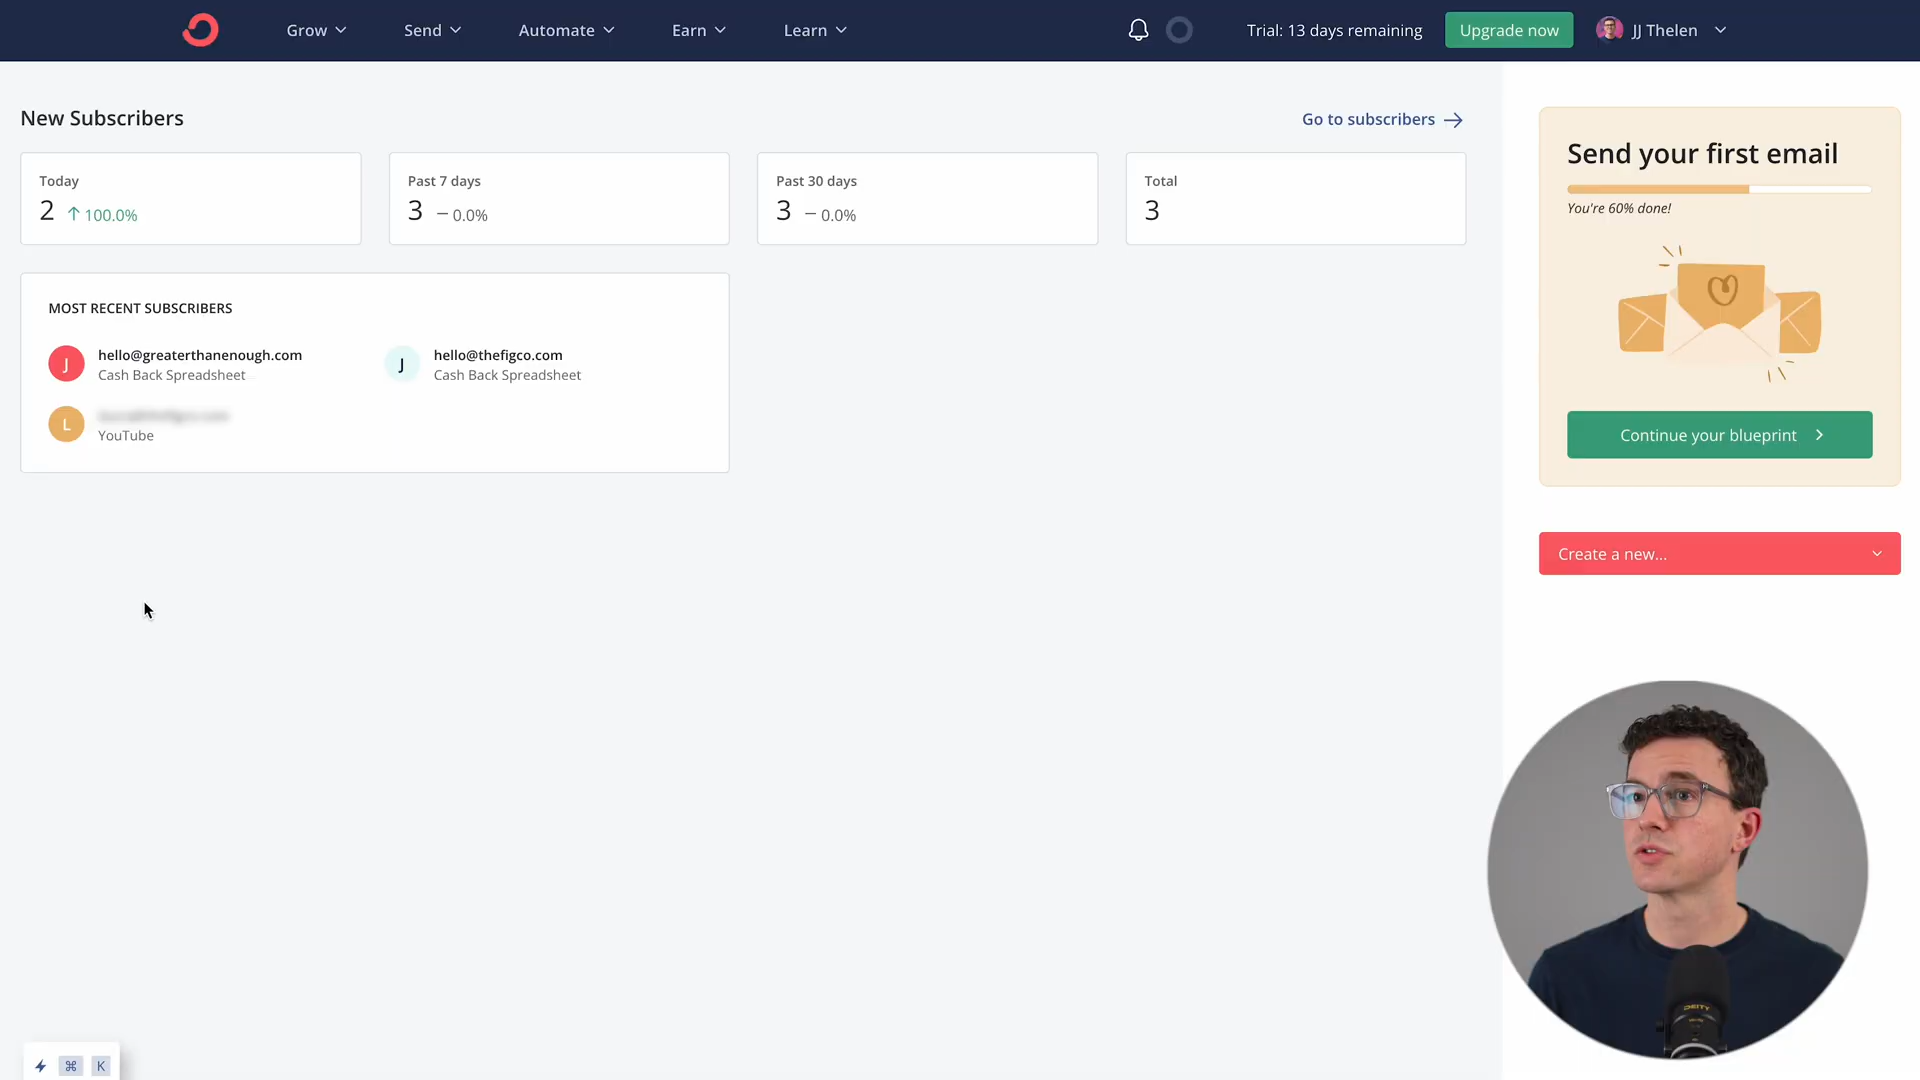 Grow
Send
Automate
Earn
Learn
Trial: 13 days remaining
Upgrade now
JJ Thelen
New Subscribers
Go to subscribers
Today
2 100.0%
Past 7 days
3 – 0.0%
Past 30 days
3 – 0.0%
Total
3
MOST RECENT SUBSCRIBERS
J
hello@greaterthanenough.com
Cash Back Spreadsheet
J
hello@thefigco.com
Cash Back Spreadsheet
L
YouTube
Send your first email
You're 60% done!
Continue your blueprint
Create a new...
DEITY
⌘ K